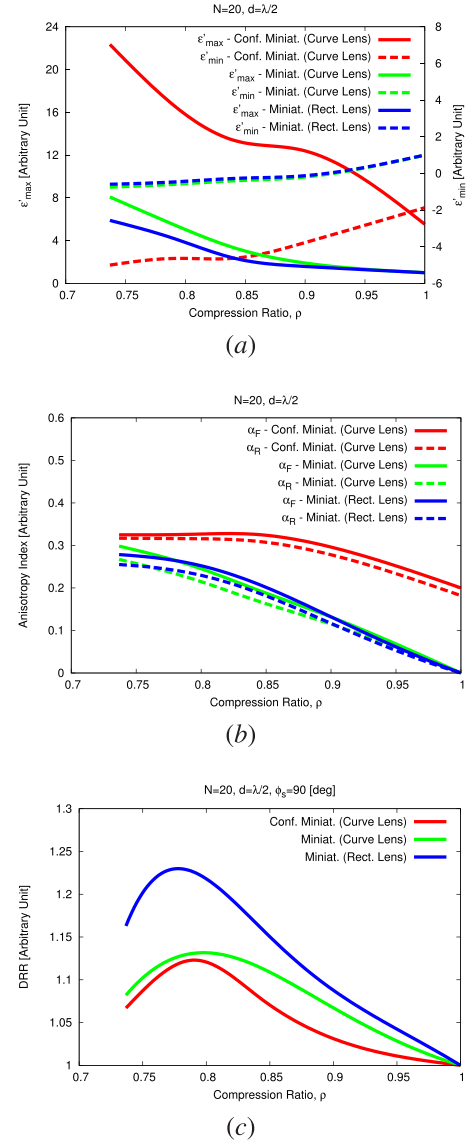 N=20, d=λ/2
ε'max - Conf. Miniat. (Curve Lens)
ε'min - Conf. Miniat. (Curve Lens)
ε'max - Miniat. (Curve Lens)
ε'min - Miniat. (Curve Lens)
ε'max - Miniat. (Rect. Lens)
ε'min - Miniat. (Rect. Lens)
ε'max [Arbitrary Unit]
24
20
16
12
8
4
0
8
6
4
2
0
-2
-4
-6
ε'min [Arbitrary Unit]
0.7 0.75 0.8 0.85 0.9 0.95 1
Compression Ratio, ρ
(a)
N=20, d=λ/2
αF - Conf. Miniat. (Curve Lens)
αR - Conf. Miniat. (Curve Lens)
αF - Miniat. (Curve Lens)
αR - Miniat. (Curve Lens)
αF - Miniat. (Rect. Lens)
αR - Miniat. (Rect. Lens)
Anisotropy Index [Arbitrary Unit]
0.6
0.5
0.4
0.3
0.2
0.1
0
0.7 0.75 0.8 0.85 0.9 0.95 1
Compression Ratio, ρ
(b)
N=20, d=λ/2, ϕs=90 [deg]
Conf. Miniat. (Curve Lens)
Miniat. (Curve Lens)
Miniat. (Rect. Lens)
DRR [Arbitrary Unit]
1.3
1.25
1.2
1.15
1.1
1.05
1
0.7 0.75 0.8 0.85 0.9 0.95 1
Compression Ratio, ρ
(c)